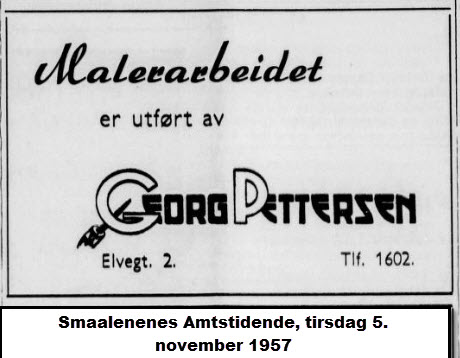 Malerarbeidet
er utført av
GEORG PETTERSEN
Elvegt. 2. Tlf. 1602.
Smaalenenes Amtstidende, tirsdag 5.
november 1957